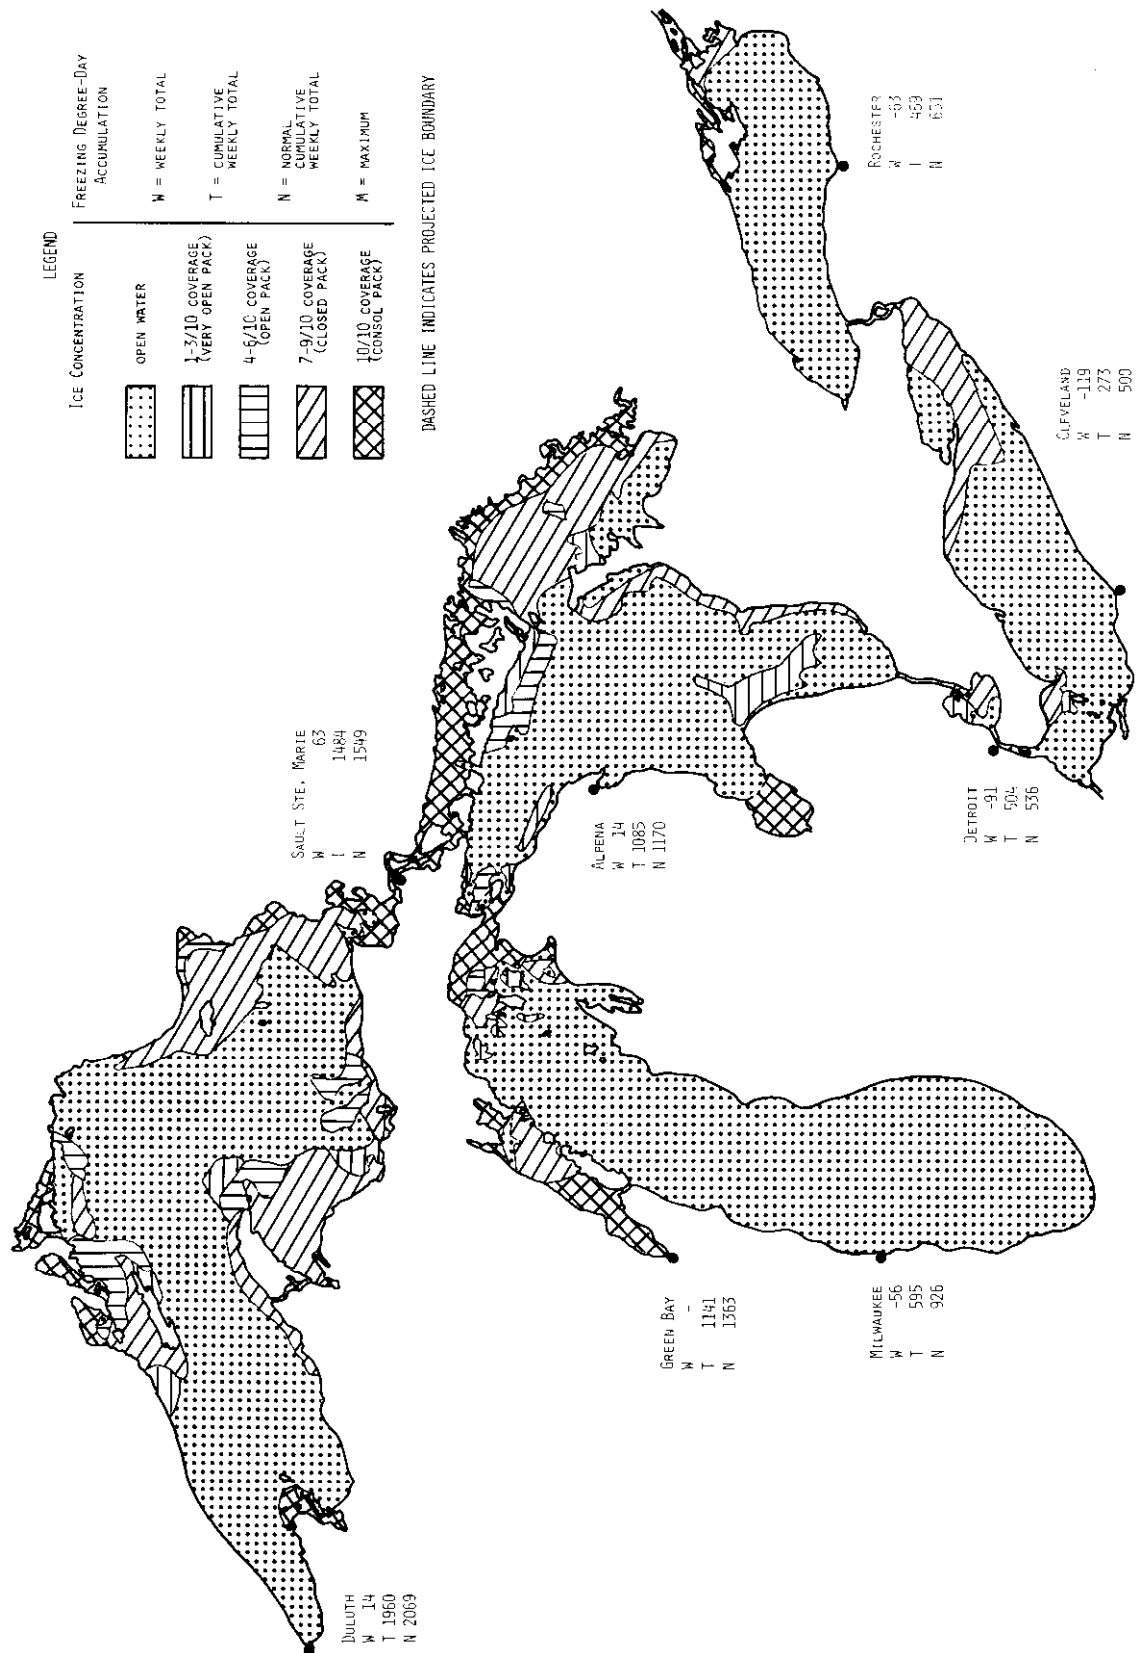 LEGEND
ICE CONCENTRATION
OPEN WATER
1-3/10 COVERAGE
(VERY OPEN PACK)
4-6/10 COVERAGE
(OPEN PACK)
7-9/10 COVERAGE
(CLOSED PACK)
10/10 COVERAGE
(CONSOL PACK)
FREEZING DEGREE-DAY
ACCUMULATION
W = WEEKLY TOTAL
T = CUMULATIVE
WEEKLY TOTAL
N = NORMAL
CUMULATIVE
WEEKLY TOTAL
M = MAXIMUM
DASHED LINE INDICATES PROJECTED ICE BOUNDARY
DULUTH
W 14
T 1960
N 2069
SAULT STE. MARIE
W 63
T 1484
N 1549
GREEN BAY
W -
T 1141
N 1363
ALPENA
W 14
T 1085
N 1170
MILWAUKEE
W -56
T 595
N 926
DETROIT
W -91
T 504
N 536
CLEVELAND
W -119
T 273
N 500
ROCHESTER
W -63
N